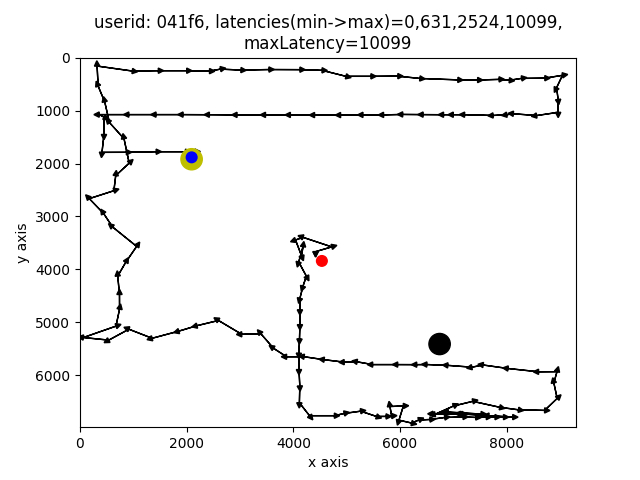 userid: 041f6, latencies(min->max)=0,631,2524,10099,
maxLatency=10099
0
1000
2000
3000
4000
5000
6000
y axis
0 2000 4000 6000 8000
x axis